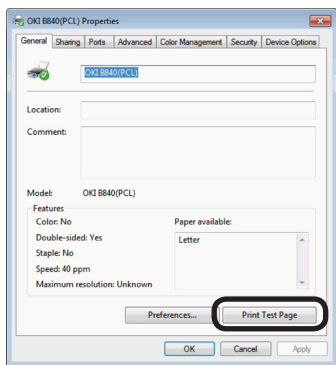 OKI B840(PCL) Properties
General Sharing Ports Advanced Color Management Security Device Options
OKI B840(PCL)
Location:
Comment:
Model: OKI B840(PCL)
Features
Color: No Paper available:
Double-sided: Yes Letter
Staple: No
Speed: 40 ppm
Maximum resolution: Unknown
Preferences... Print Test Page
OK Cancel Apply